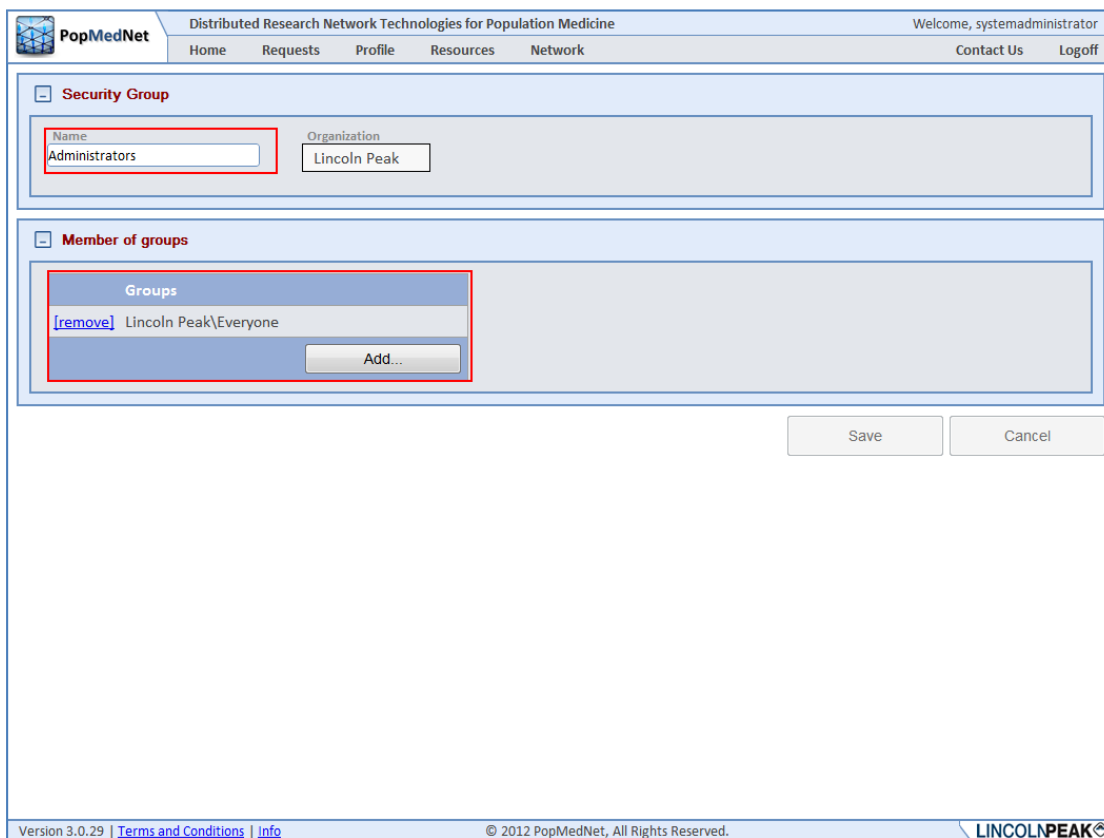 PopMedNet
Distributed Research Network Technologies for Population Medicine
Welcome, systemadministrator
Home Requests Profile Resources Network Contact Us Logoff
Security Group
Name Organization
Administrators Lincoln Peak
Member of groups
Groups
[remove] Lincoln Peak\Everyone
Add...
Save Cancel
Version 3.0.29 | Terms and Conditions | Info © 2012 PopMedNet, All Rights Reserved. LINCOLNPEAK